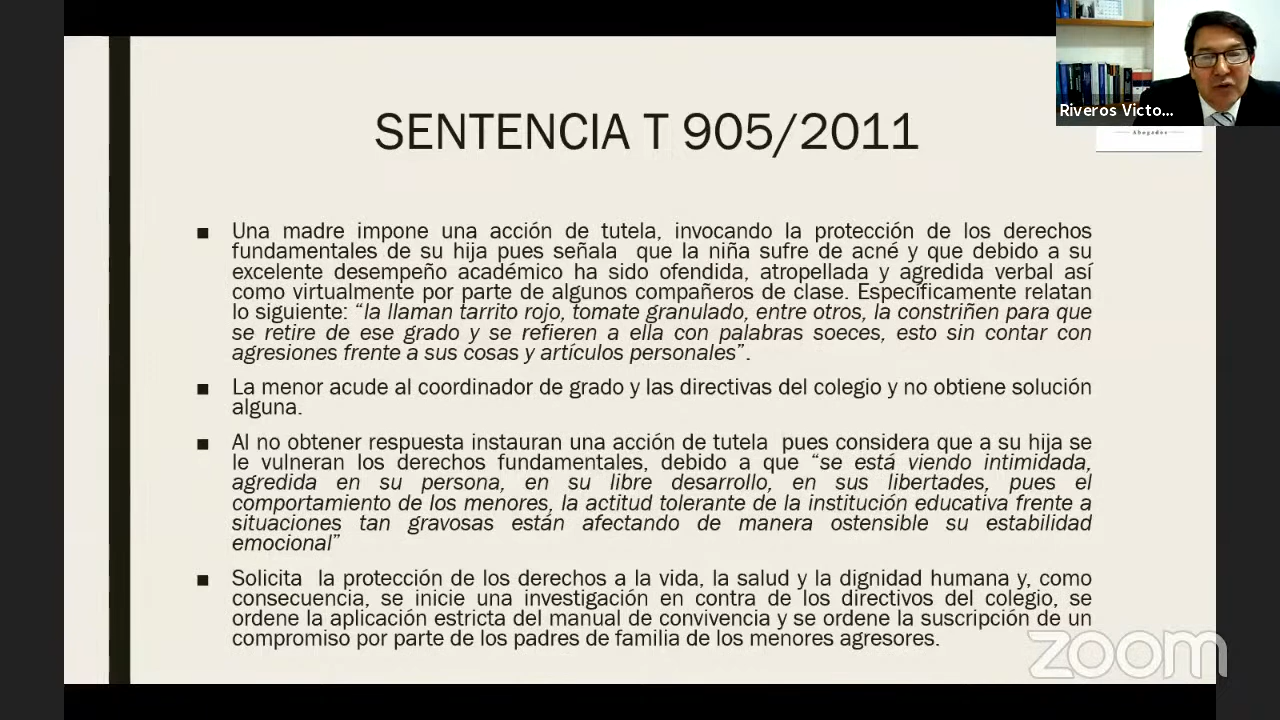 Riveros Victo...
Abogados
SENTENCIA T 905/2011
■ Una madre impone una acción de tutela, invocando la protección de los derechos
fundamentales de su hija pues señala que la niña sufre de acné y que debido a su
excelente desempeño académico ha sido ofendida, atropellada y agredida verbal así
como virtualmente por parte de algunos compañeros de clase. Específicamente relatan
lo siguiente: “la llaman tarrito rojo, tomate granulado, entre otros, la constriñen para que
se retire de ese grado y se refieren a ella con palabras soeces, esto sin contar con
agresiones frente a sus cosas y artículos personales”.
■ La menor acude al coordinador de grado y las directivas del colegio y no obtiene solución
alguna.
■ Al no obtener respuesta instauran una acción de tutela pues considera que a su hija se
le vulneran los derechos fundamentales, debido a que “se está viendo intimidada,
agredida en su persona, en su libre desarrollo, en sus libertades, pues el
comportamiento de los menores, la actitud tolerante de la institución educativa frente a
situaciones tan gravosas están afectando de manera ostensible su estabilidad
emocional”
■ Solicita la protección de los derechos a la vida, la salud y la dignidad humana y, como
consecuencia, se inicie una investigación en contra de los directivos del colegio, se
ordene la aplicación estricta del manual de convivencia y se ordene la suscripción de un
compromiso por parte de los padres de familia de los menores agresores.
zoom